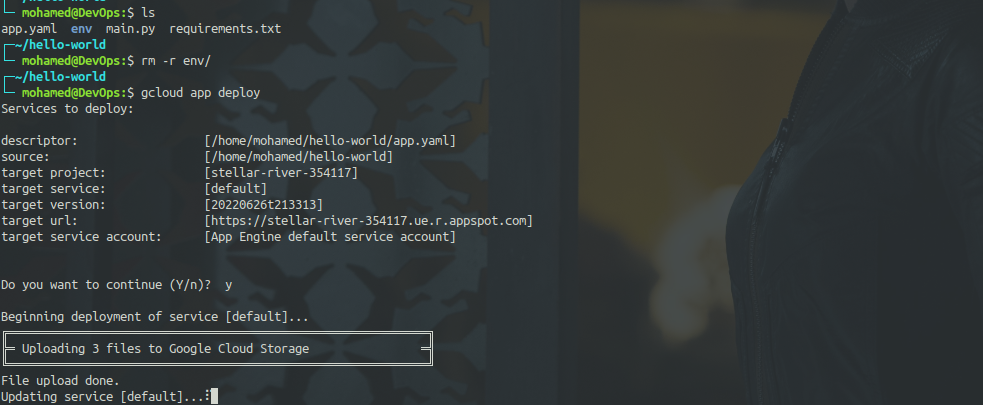 ~/hello-world
mohamed@DevOps:$ ls
app.yaml env main.py requirements.txt
~/hello-world
mohamed@DevOps:$ rm -r env/
~/hello-world
mohamed@DevOps:$ gcloud app deploy
Services to deploy:
descriptor: [/home/mohamed/hello-world/app.yaml]
source: [/home/mohamed/hello-world]
target project: [stellar-river-354117]
target service: [default]
target version: [20220626t213313]
target url: [https://stellar-river-354117.ue.r.appspot.com]
target service account: [App Engine default service account]
Do you want to continue (Y/n)? y
Beginning deployment of service [default]...
Uploading 3 files to Google Cloud Storage
File upload done.
Updating service [default]...